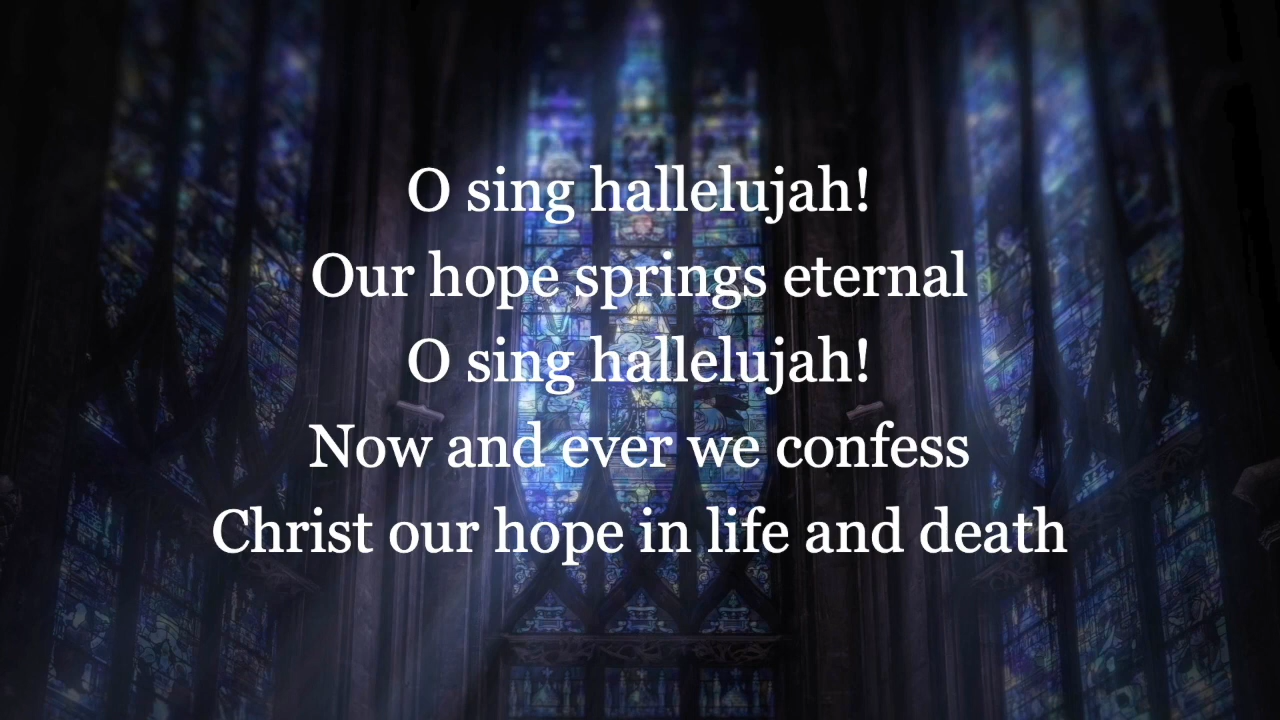 O sing hallelujah!
Our hope springs eternal
O sing hallelujah!
Now and ever we confess
Christ our hope in life and death